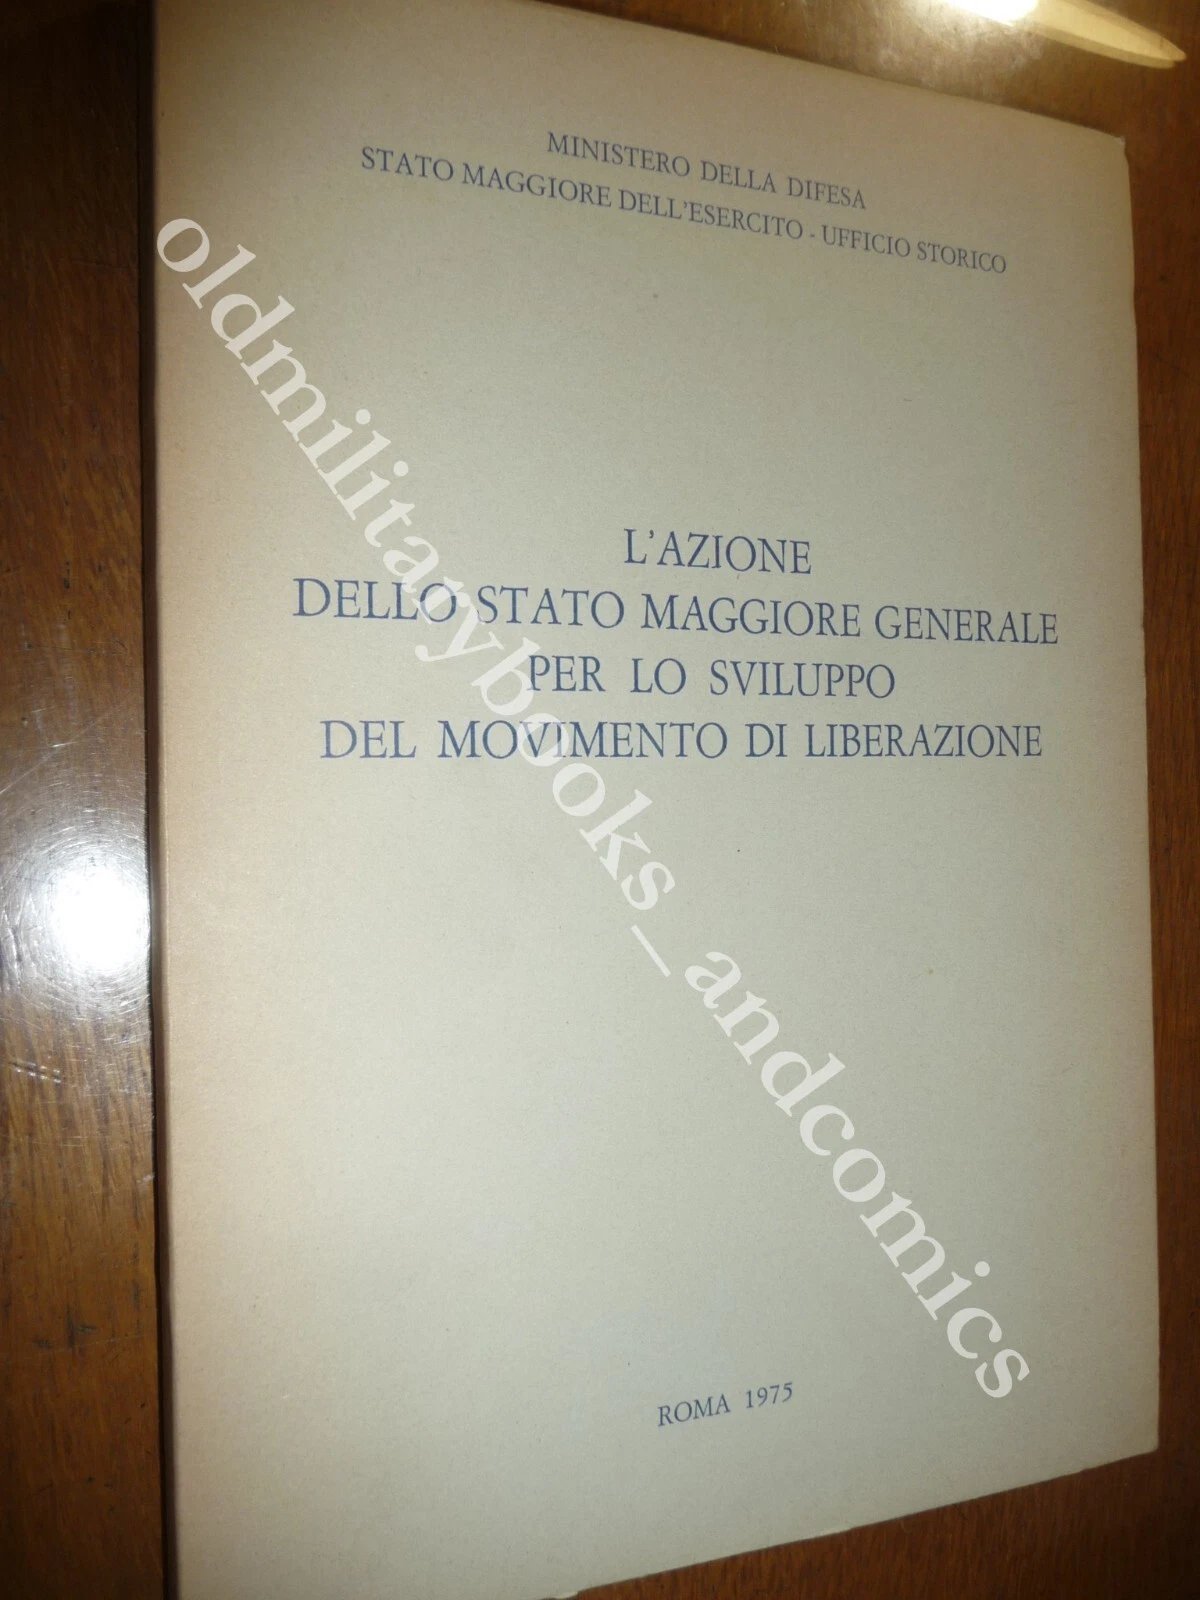 MINISTERO DELLA DIFESA
STATO MAGGIORE DELL'ESERCITO - UFFICIO STORICO
L'AZIONE
DELLO STATO MAGGIORE GENERALE
PER LO SVILUPPO
DEL MOVIMENTO DI LIBERAZIONE
ROMA 1975
oldmilitarybooks_andcomics